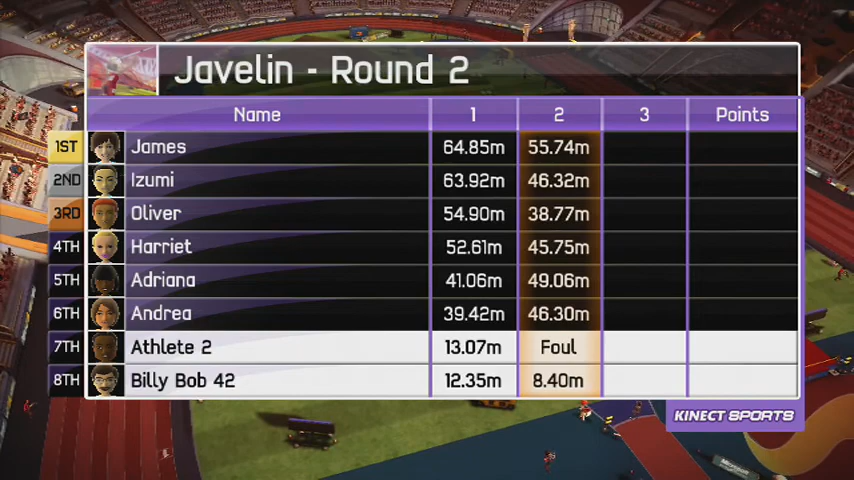 Javelin - Round 2
Name 1 2 3 Points
1ST James 64.85m 55.74m
2ND Izumi 63.92m 46.32m
3RD Oliver 54.90m 38.77m
4TH Harriet 52.61m 45.75m
5TH Adriana 41.06m 49.06m
6TH Andrea 39.42m 46.30m
7TH Athlete 2 13.07m Foul
8TH Billy Bob 42 12.35m 8.40m
KINECT SPORTS
Microsoft